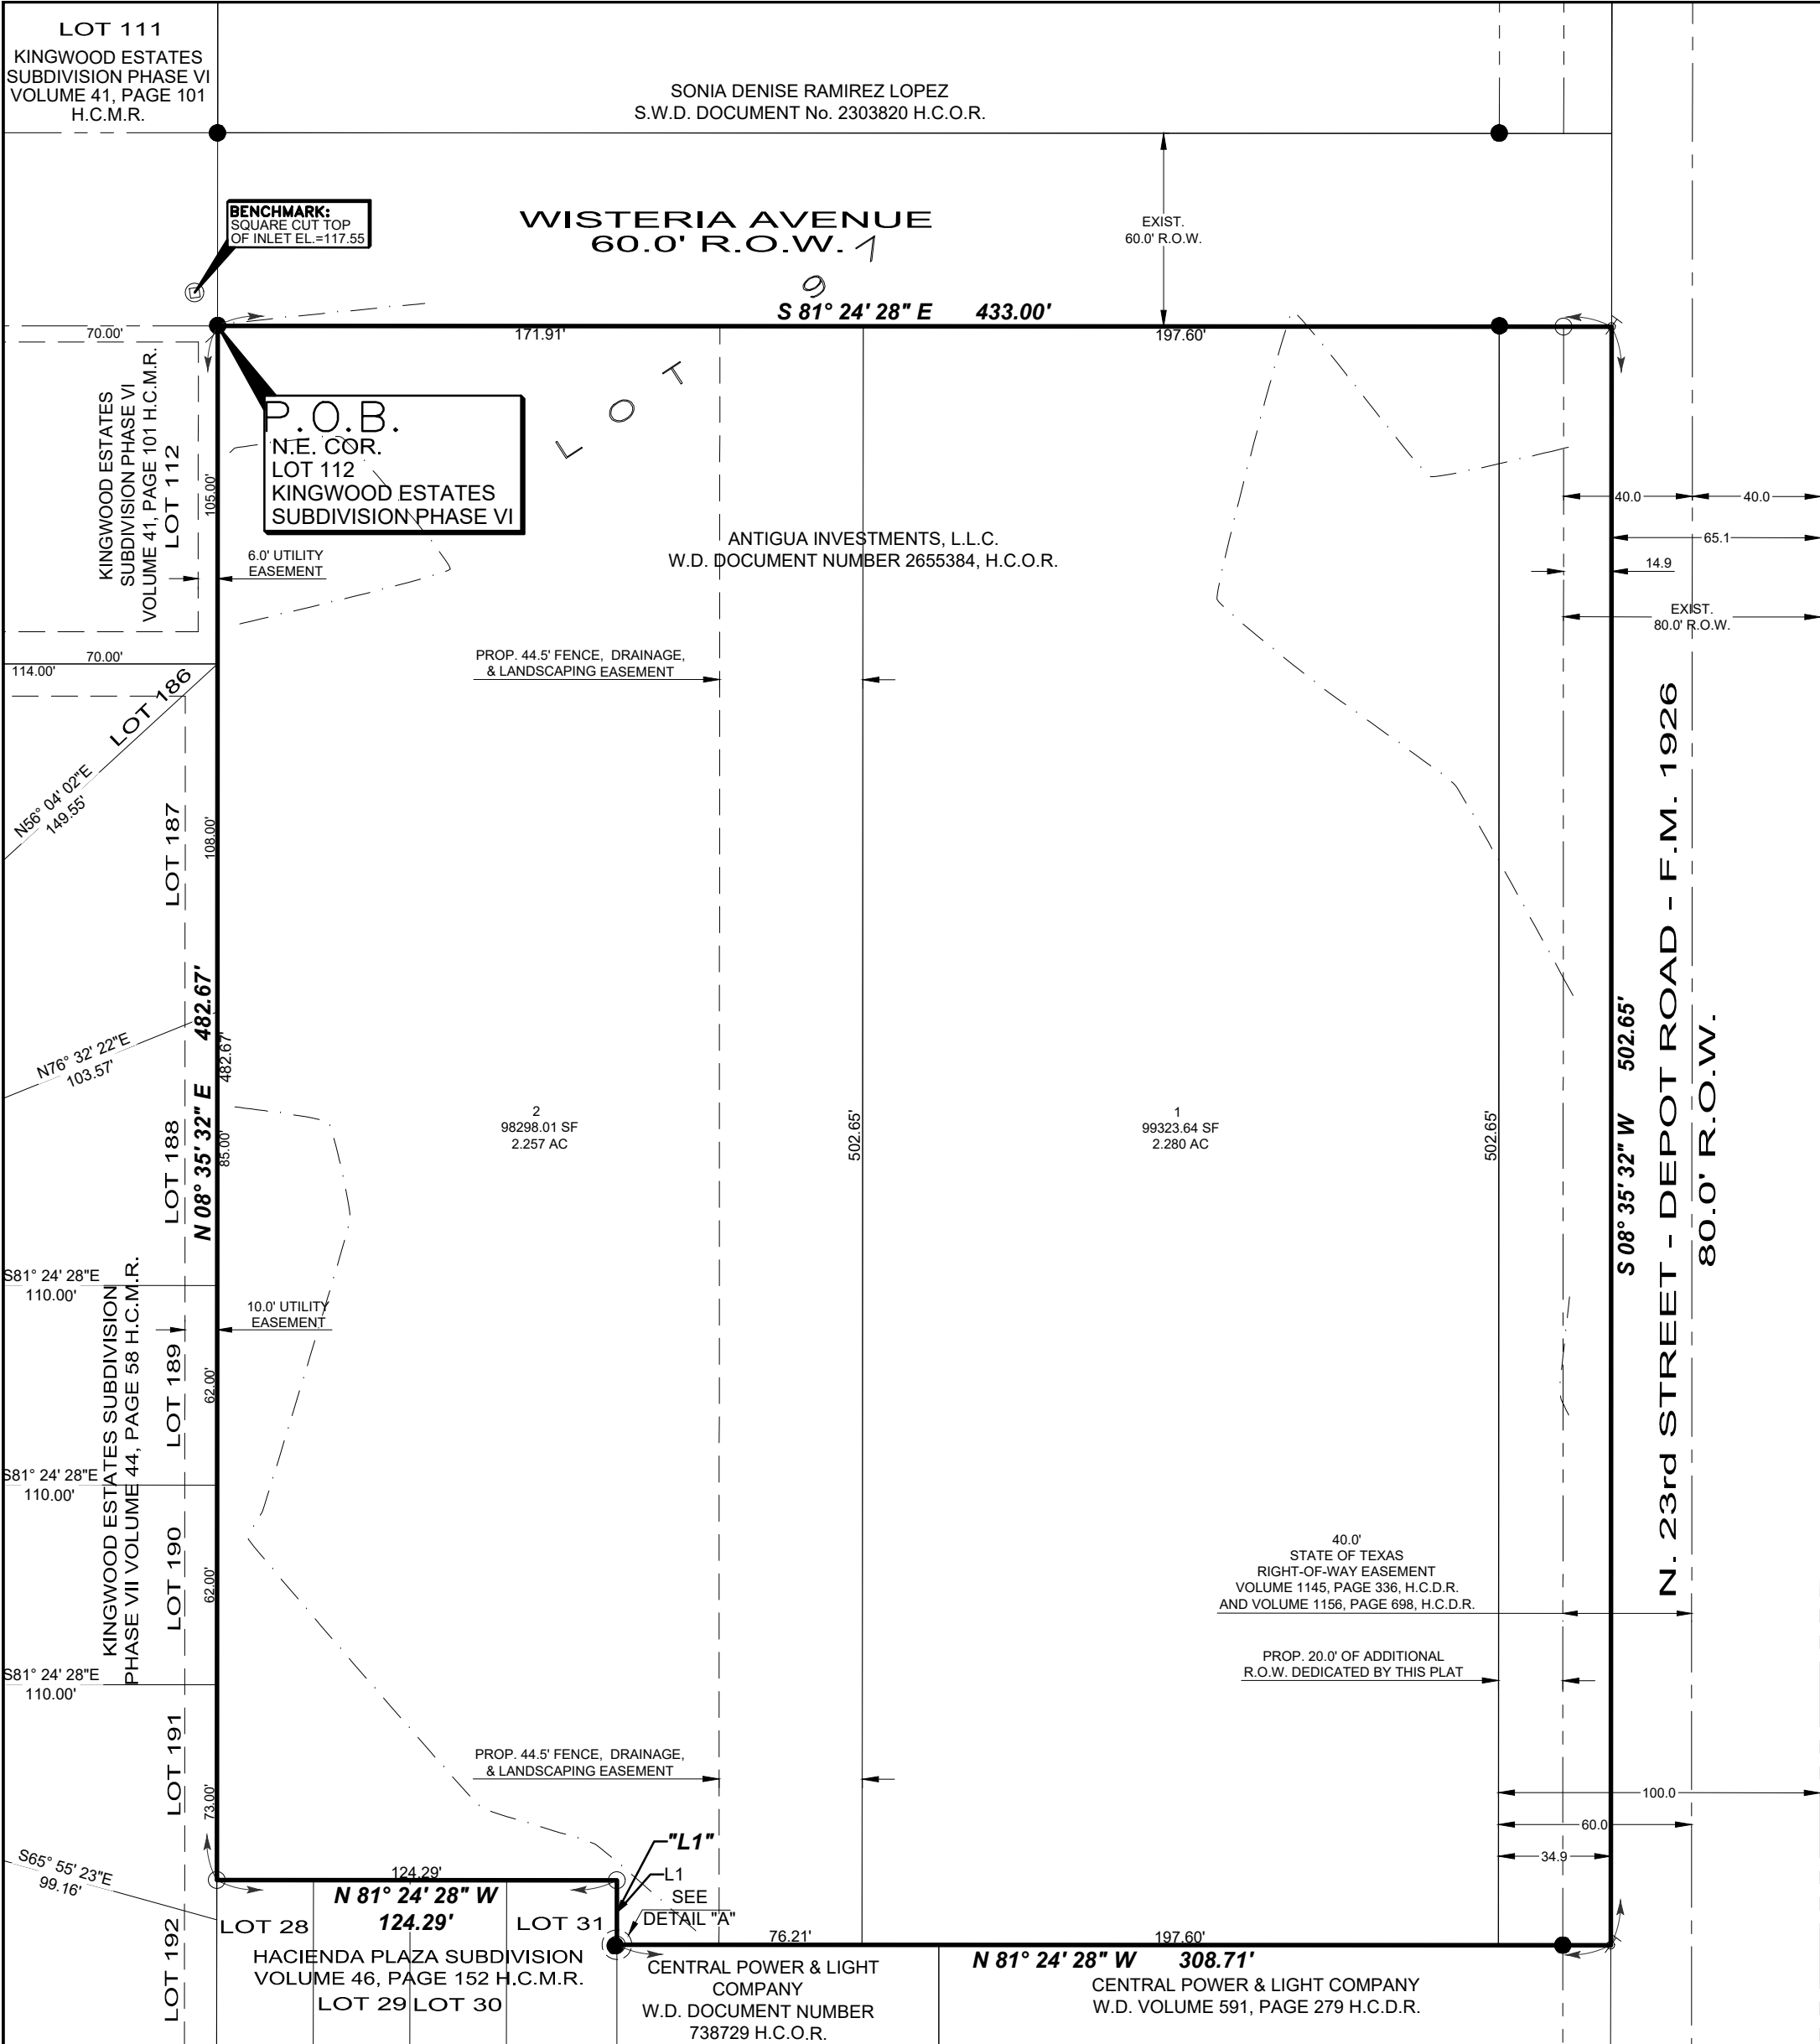 LOT 111
KINGWOOD ESTATES
SUBDIVISION PHASE VI
VOLUME 41, PAGE 101
H.C.M.R.
SONIA DENISE RAMIREZ LOPEZ
S.W.D. DOCUMENT No. 2303820 H.C.O.R.
BENCHMARK:
SQUARE CUT TOP
OF INLET EL.=117.55
WISTERIA AVENUE
60.0' R.O.W.
EXIST.
60.0' R.O.W.
LOT 97
S 81° 24' 28" E 433.00'
70.00'
171.91'
197.60'
P.O.B.
N.E. COR.
LOT 112
KINGWOOD ESTATES
SUBDIVISION PHASE VI
KINGWOOD ESTATES
SUBDIVISION PHASE VI
VOLUME 41, PAGE 101 H.C.M.R.
LOT 112
105.00'
6.0' UTILITY
EASEMENT
ANTIGUA INVESTMENTS, L.L.C.
W.D. DOCUMENT NUMBER 2655384, H.C.O.R.
40.0
40.0
65.1
14.9
EXIST.
80.0' R.O.W.
70.00'
114.00'
LOT 186
PROP. 44.5' FENCE, DRAINAGE,
& LANDSCAPING EASEMENT
N56° 04' 02"E
149.55'
LOT 187
108.00'
N. 23rd STREET - DEPOT ROAD - F.M. 1926
80.0' R.O.W.
N 08° 35' 32" E 482.67'
482.67'
S 08° 35' 32" W 502.65'
N76° 32' 22"E
103.57'
LOT 188
85.00'
2
98298.01 SF
2.257 AC
502.65'
1
99323.64 SF
2.280 AC
502.65'
S81° 24' 28"E
110.00'
10.0' UTILITY
EASEMENT
KINGWOOD ESTATES SUBDIVISION
PHASE VII VOLUME 44, PAGE 58 H.C.M.R.
LOT 189
62.00'
S81° 24' 28"E
110.00'
LOT 190
62.00'
40.0'
STATE OF TEXAS
RIGHT-OF-WAY EASEMENT
VOLUME 1145, PAGE 336, H.C.D.R.
AND VOLUME 1156, PAGE 698, H.C.D.R.
PROP. 20.0' OF ADDITIONAL
R.O.W. DEDICATED BY THIS PLAT
S81° 24' 28"E
110.00'
LOT 191
73.00'
PROP. 44.5' FENCE, DRAINAGE,
& LANDSCAPING EASEMENT
100.0
60.0
34.9
"L1"
L1
SEE
DETAIL "A"
S65° 55' 23"E
99.16'
LOT 192
124.29'
N 81° 24' 28" W
124.29'
LOT 28
LOT 31
HACIENDA PLAZA SUBDIVISION
VOLUME 46, PAGE 152 H.C.M.R.
LOT 29 LOT 30
76.21'
197.60'
N 81° 24' 28" W 308.71'
CENTRAL POWER & LIGHT
COMPANY
W.D. DOCUMENT NUMBER
738729 H.C.O.R.
CENTRAL POWER & LIGHT COMPANY
W.D. VOLUME 591, PAGE 279 H.C.D.R.